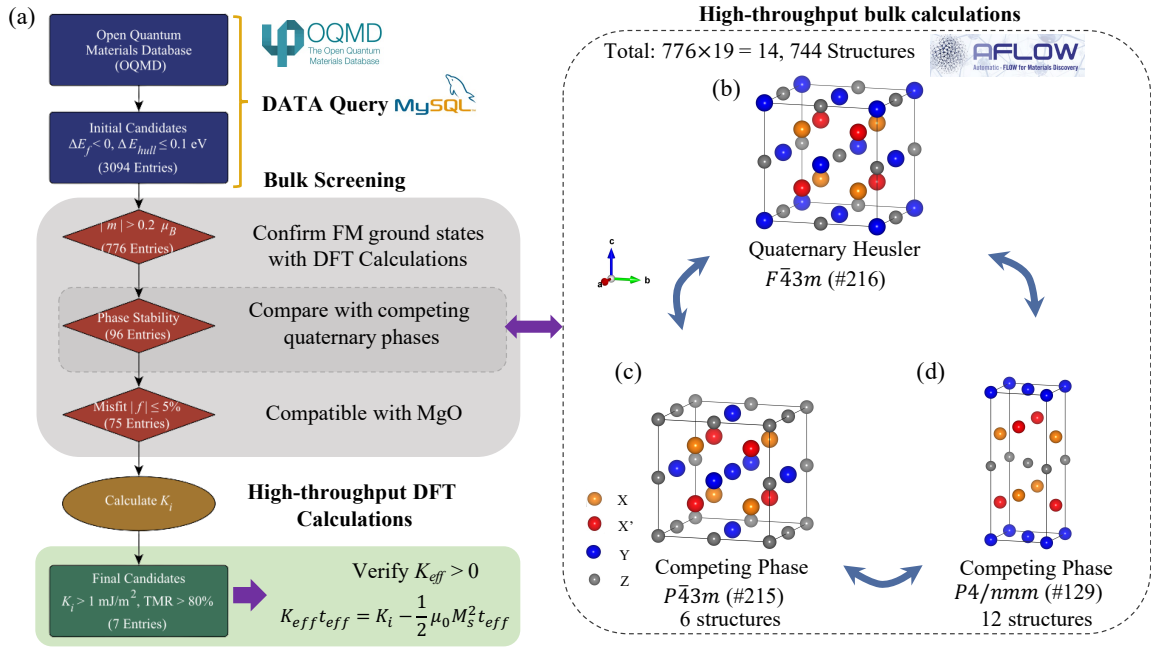 (a)
Open Quantum
Materials Database
(OQMD)
OQMD
The Open Quantum
Materials Database
DATA Query
MySQL
Initial Candidates
ΔE_f < 0, ΔE_hull ≤ 0.1 eV
(3094 Entries)
Bulk Screening
| m | > 0.2 μ_B
(776 Entries)
Confirm FM ground states
with DFT Calculations
Phase Stability
(96 Entries)
Compare with competing
quaternary phases
Misfit | f | ≤ 5%
(75 Entries)
Compatible with MgO
Calculate K_i
High-throughput DFT
Calculations
Final Candidates
K_i > 1 mJ/m², TMR > 80%
(7 Entries)
Verify K_eff > 0
K_eff t_eff = K_i − 1/2 μ_0 M_s² t_eff
High-throughput bulk calculations
Total: 776×19 = 14, 744 Structures
AFLOW
Automatic - FLOW for Materials Discovery
(b)
Quaternary Heusler
F4̄3m (#216)
c
a
b
(c)
X
X'
Y
Z
Competing Phase
P4̄3m (#215)
6 structures
(d)
Competing Phase
P4/nmm (#129)
12 structures